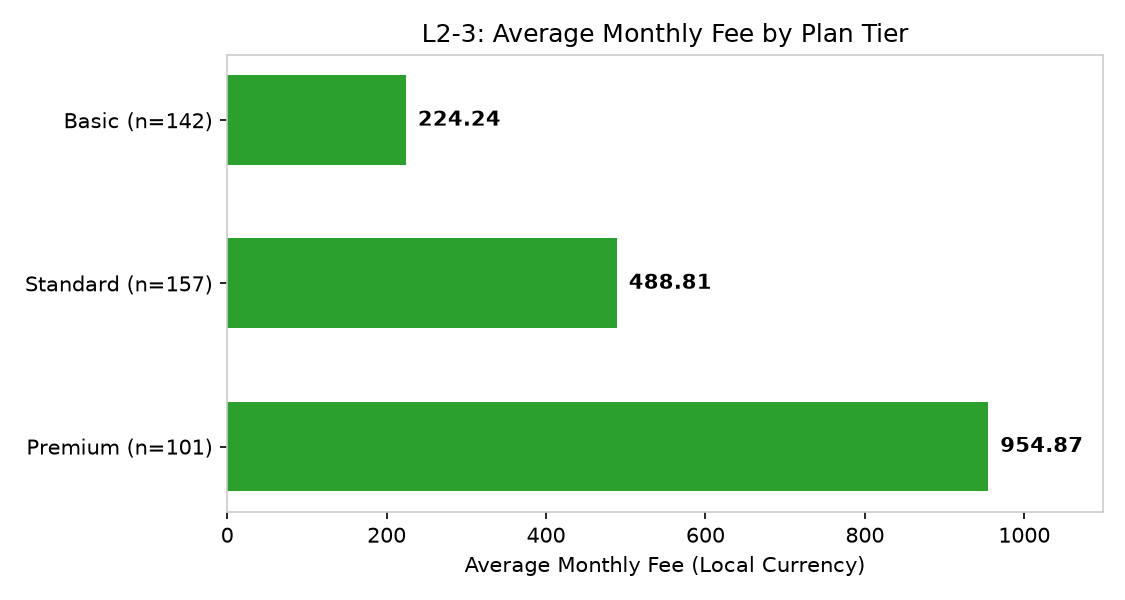 L2-3: Average Monthly Fee by Plan Tier
Basic (n=142)
224.24
Standard (n=157)
488.81
Premium (n=101)
954.87
0 200 400 600 800 1000
Average Monthly Fee (Local Currency)